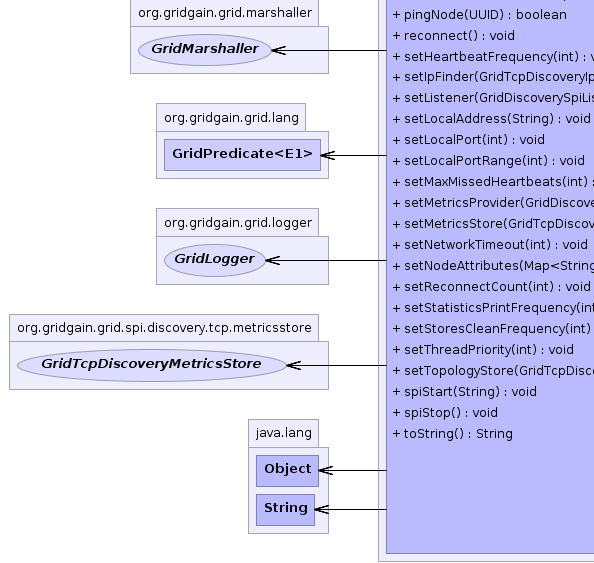 org.gridgain.grid.marshaller
GridMarshaller
org.gridgain.grid.lang
GridPredicate<E1>
org.gridgain.grid.logger
GridLogger
org.gridgain.grid.spi.discovery.tcp.metricsstore
GridTcpDiscoveryMetricsStore
java.lang
Object
String
+ pingNode(UUID) : boolean
+ reconnect() : void
+ setHeartbeatFrequency(int) : v
+ setIpFinder(GridTcpDiscoveryIp
+ setListener(GridDiscoverySpiLis
+ setLocalAddress(String) : void
+ setLocalPort(int) : void
+ setLocalPortRange(int) : void
+ setMaxMissedHeartbeats(int) :
+ setMetricsProvider(GridDiscove
+ setMetricsStore(GridTcpDiscov
+ setNetworkTimeout(int) : void
+ setNodeAttributes(Map<String
+ setReconnectCount(int) : void
+ setStatisticsPrintFrequency(int
+ setStoresCleanFrequency(int)
+ setThreadPriority(int) : void
+ setTopologyStore(GridTcpDisco
+ spiStart(String) : void
+ spiStop() : void
+ toString() : String